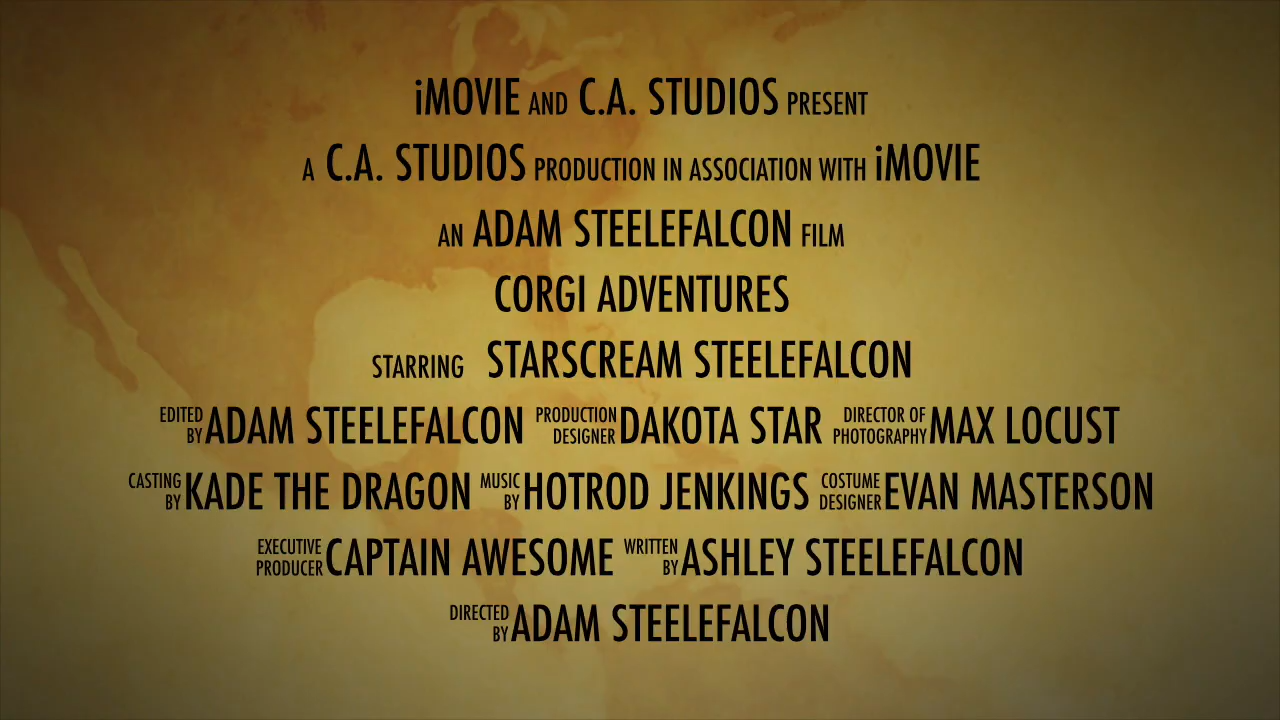 iMOVIE AND C.A. STUDIOS PRESENT
A C.A. STUDIOS PRODUCTION IN ASSOCIATION WITH iMOVIE
AN ADAM STEELEFALCON FILM
CORGI ADVENTURES
STARRING STARSCREAM STEELEFALCON
EDITED BY ADAM STEELEFALCON PRODUCTION DESIGNER DAKOTA STAR DIRECTOR OF PHOTOGRAPHY MAX LOCUST
CASTING BY KADE THE DRAGON MUSIC BY HOTROD JENKINGS COSTUME DESIGNER EVAN MASTERSON
EXECUTIVE PRODUCER CAPTAIN AWESOME WRITTEN BY ASHLEY STEELEFALCON
DIRECTED BY ADAM STEELEFALCON